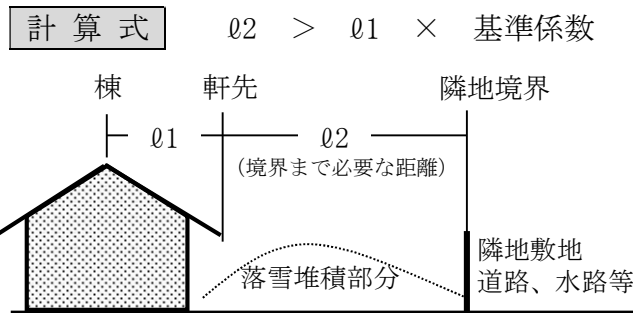 計 算 式 ℓ2 ＞ ℓ1 × 基準係数
棟 軒先 隣地境界
ℓ1 ℓ2
(境界まで必要な距離)
落雪堆積部分
隣地敷地
道路、水路等